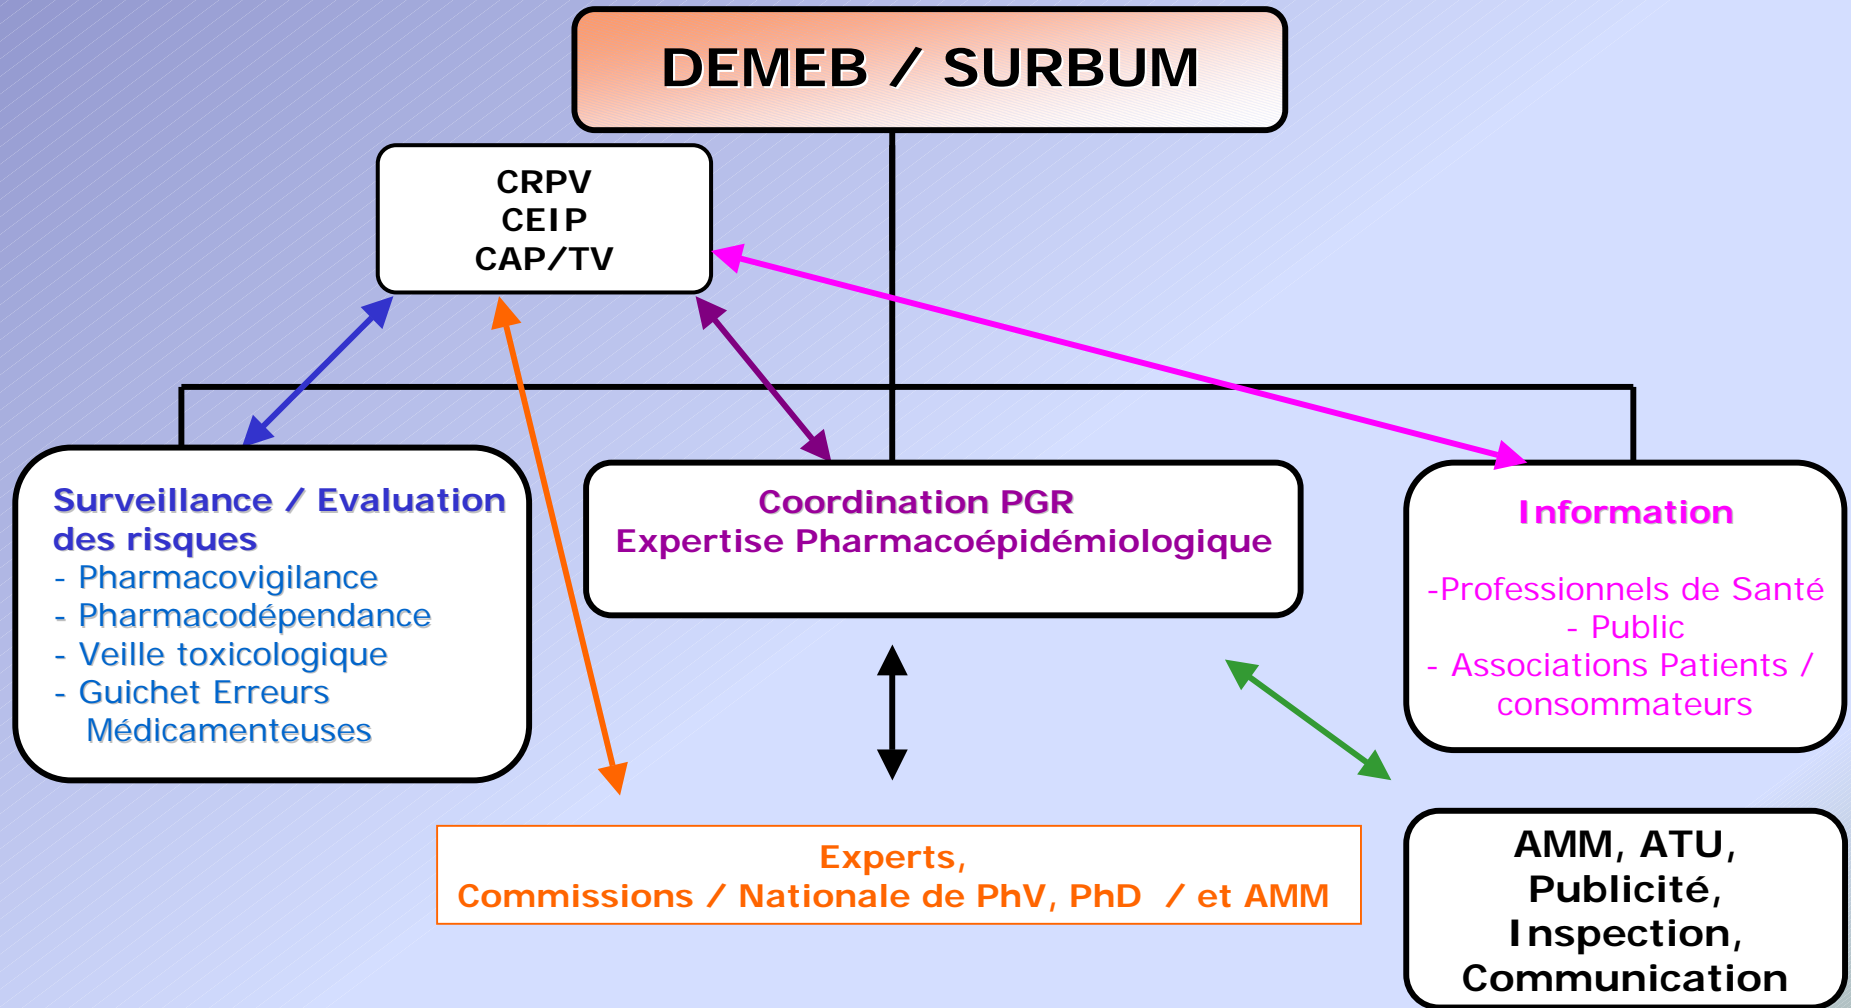 DEMEB / SURBUM
CRPV
CEIP
CAP/TV
Surveillance / Evaluation
des risques
- Pharmacovigilance
- Pharmacodépendance
- Veille toxicologique
- Guichet Erreurs
Médicamenteuses
Coordination PGR
Expertise Pharmacoépidémiologique
Information
-Professionnels de Santé
- Public
- Associations Patients /
consommateurs
Experts,
Commissions / Nationale de PhV, PhD / et AMM
AMM, ATU,
Publicité,
Inspection,
Communication